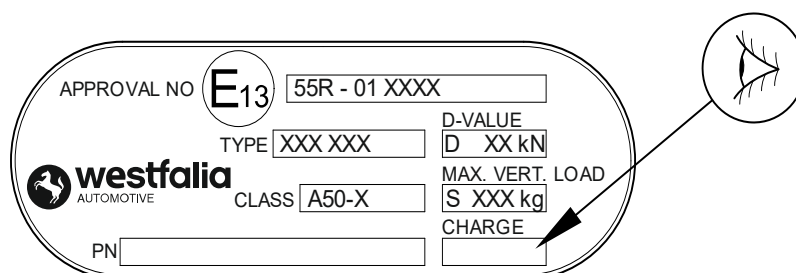 APPROVAL NO E13 55R - 01 XXXX
D-VALUE
TYPE XXX XXX D XX kN
westfalia
AUTOMOTIVE
MAX. VERT. LOAD
CLASS A50-X S XXX kg
CHARGE
PN